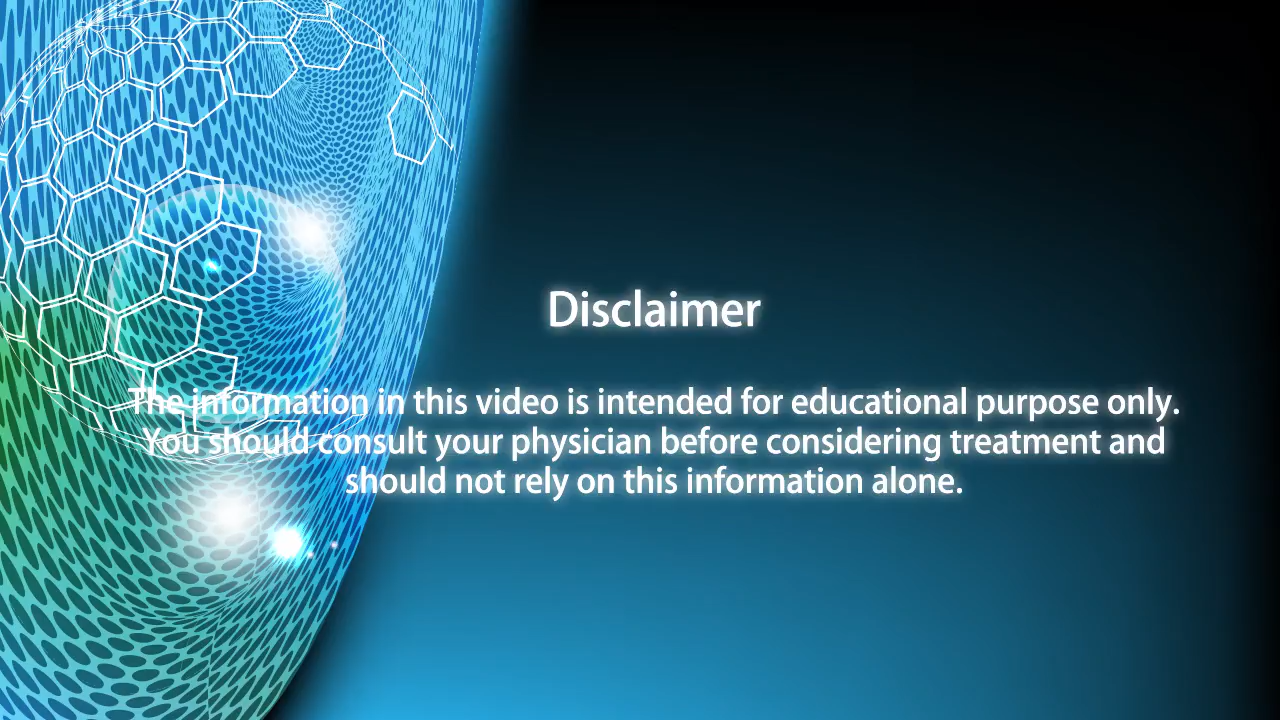 Disclaimer
The information in this video is intended for educational purpose only.
You should consult your physician before considering treatment and
should not rely on this information alone.